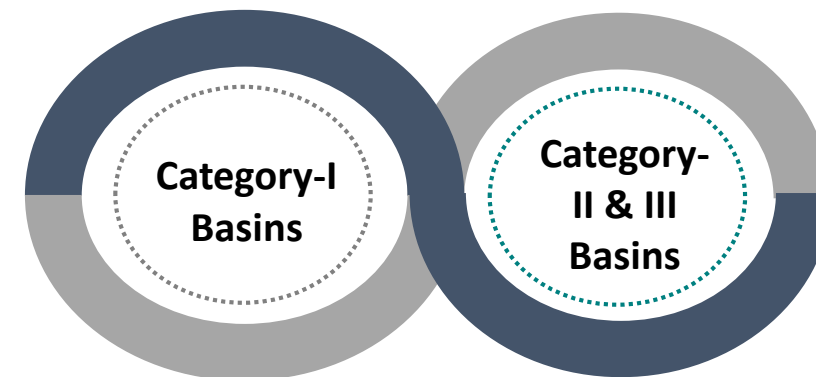 Category-I
Basins
Category-
II & III
Basins